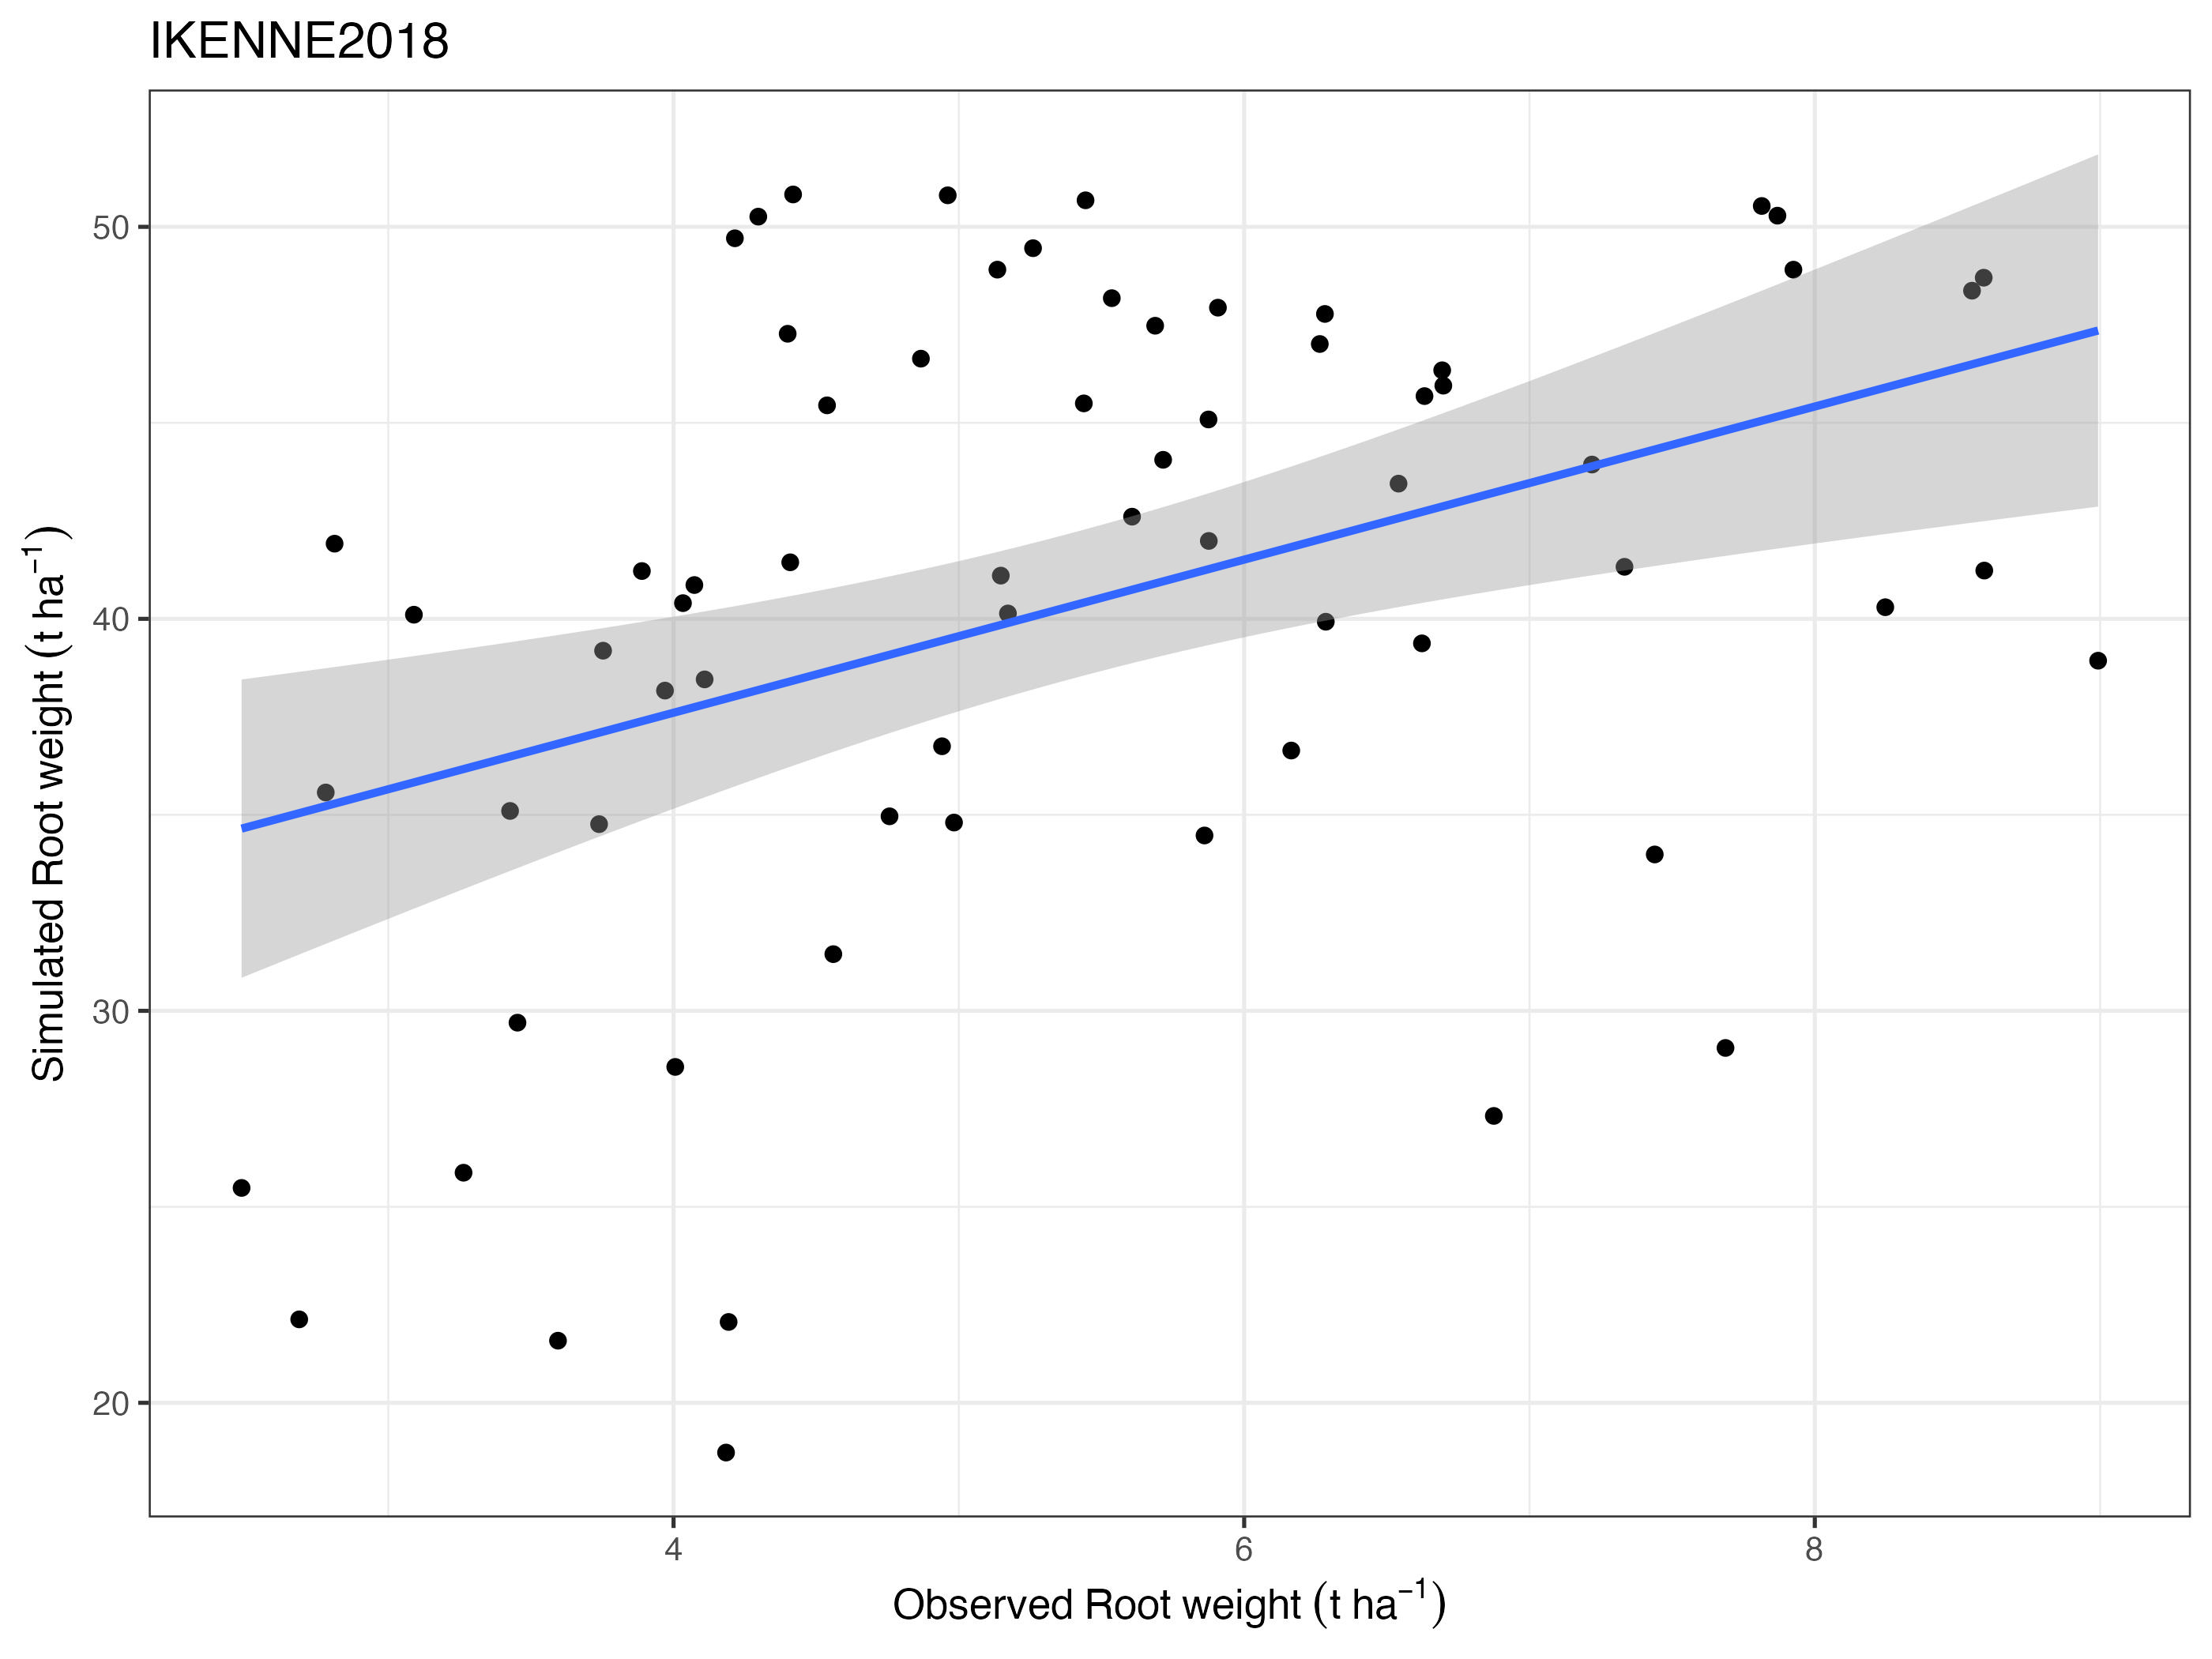 IKENNE2018
50
40
30
20
Simulated Root weight (t ha⁻¹)
4 6 8
Observed Root weight (t ha⁻¹)